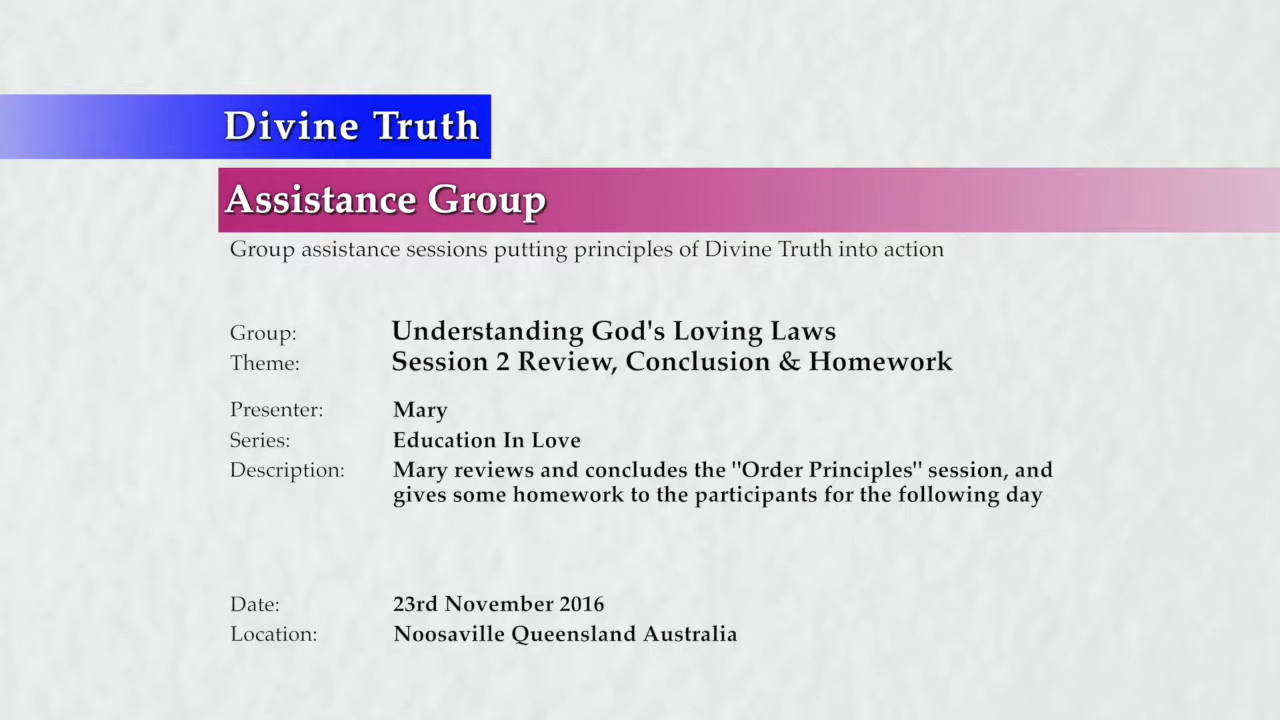 Divine Truth
Assistance Group
Group assistance sessions putting principles of Divine Truth into action
Group: Understanding God's Loving Laws
Theme: Session 2 Review, Conclusion & Homework
Presenter: Mary
Series: Education In Love
Description: Mary reviews and concludes the "Order Principles" session, and
gives some homework to the participants for the following day
Date: 23rd November 2016
Location: Noosaville Queensland Australia